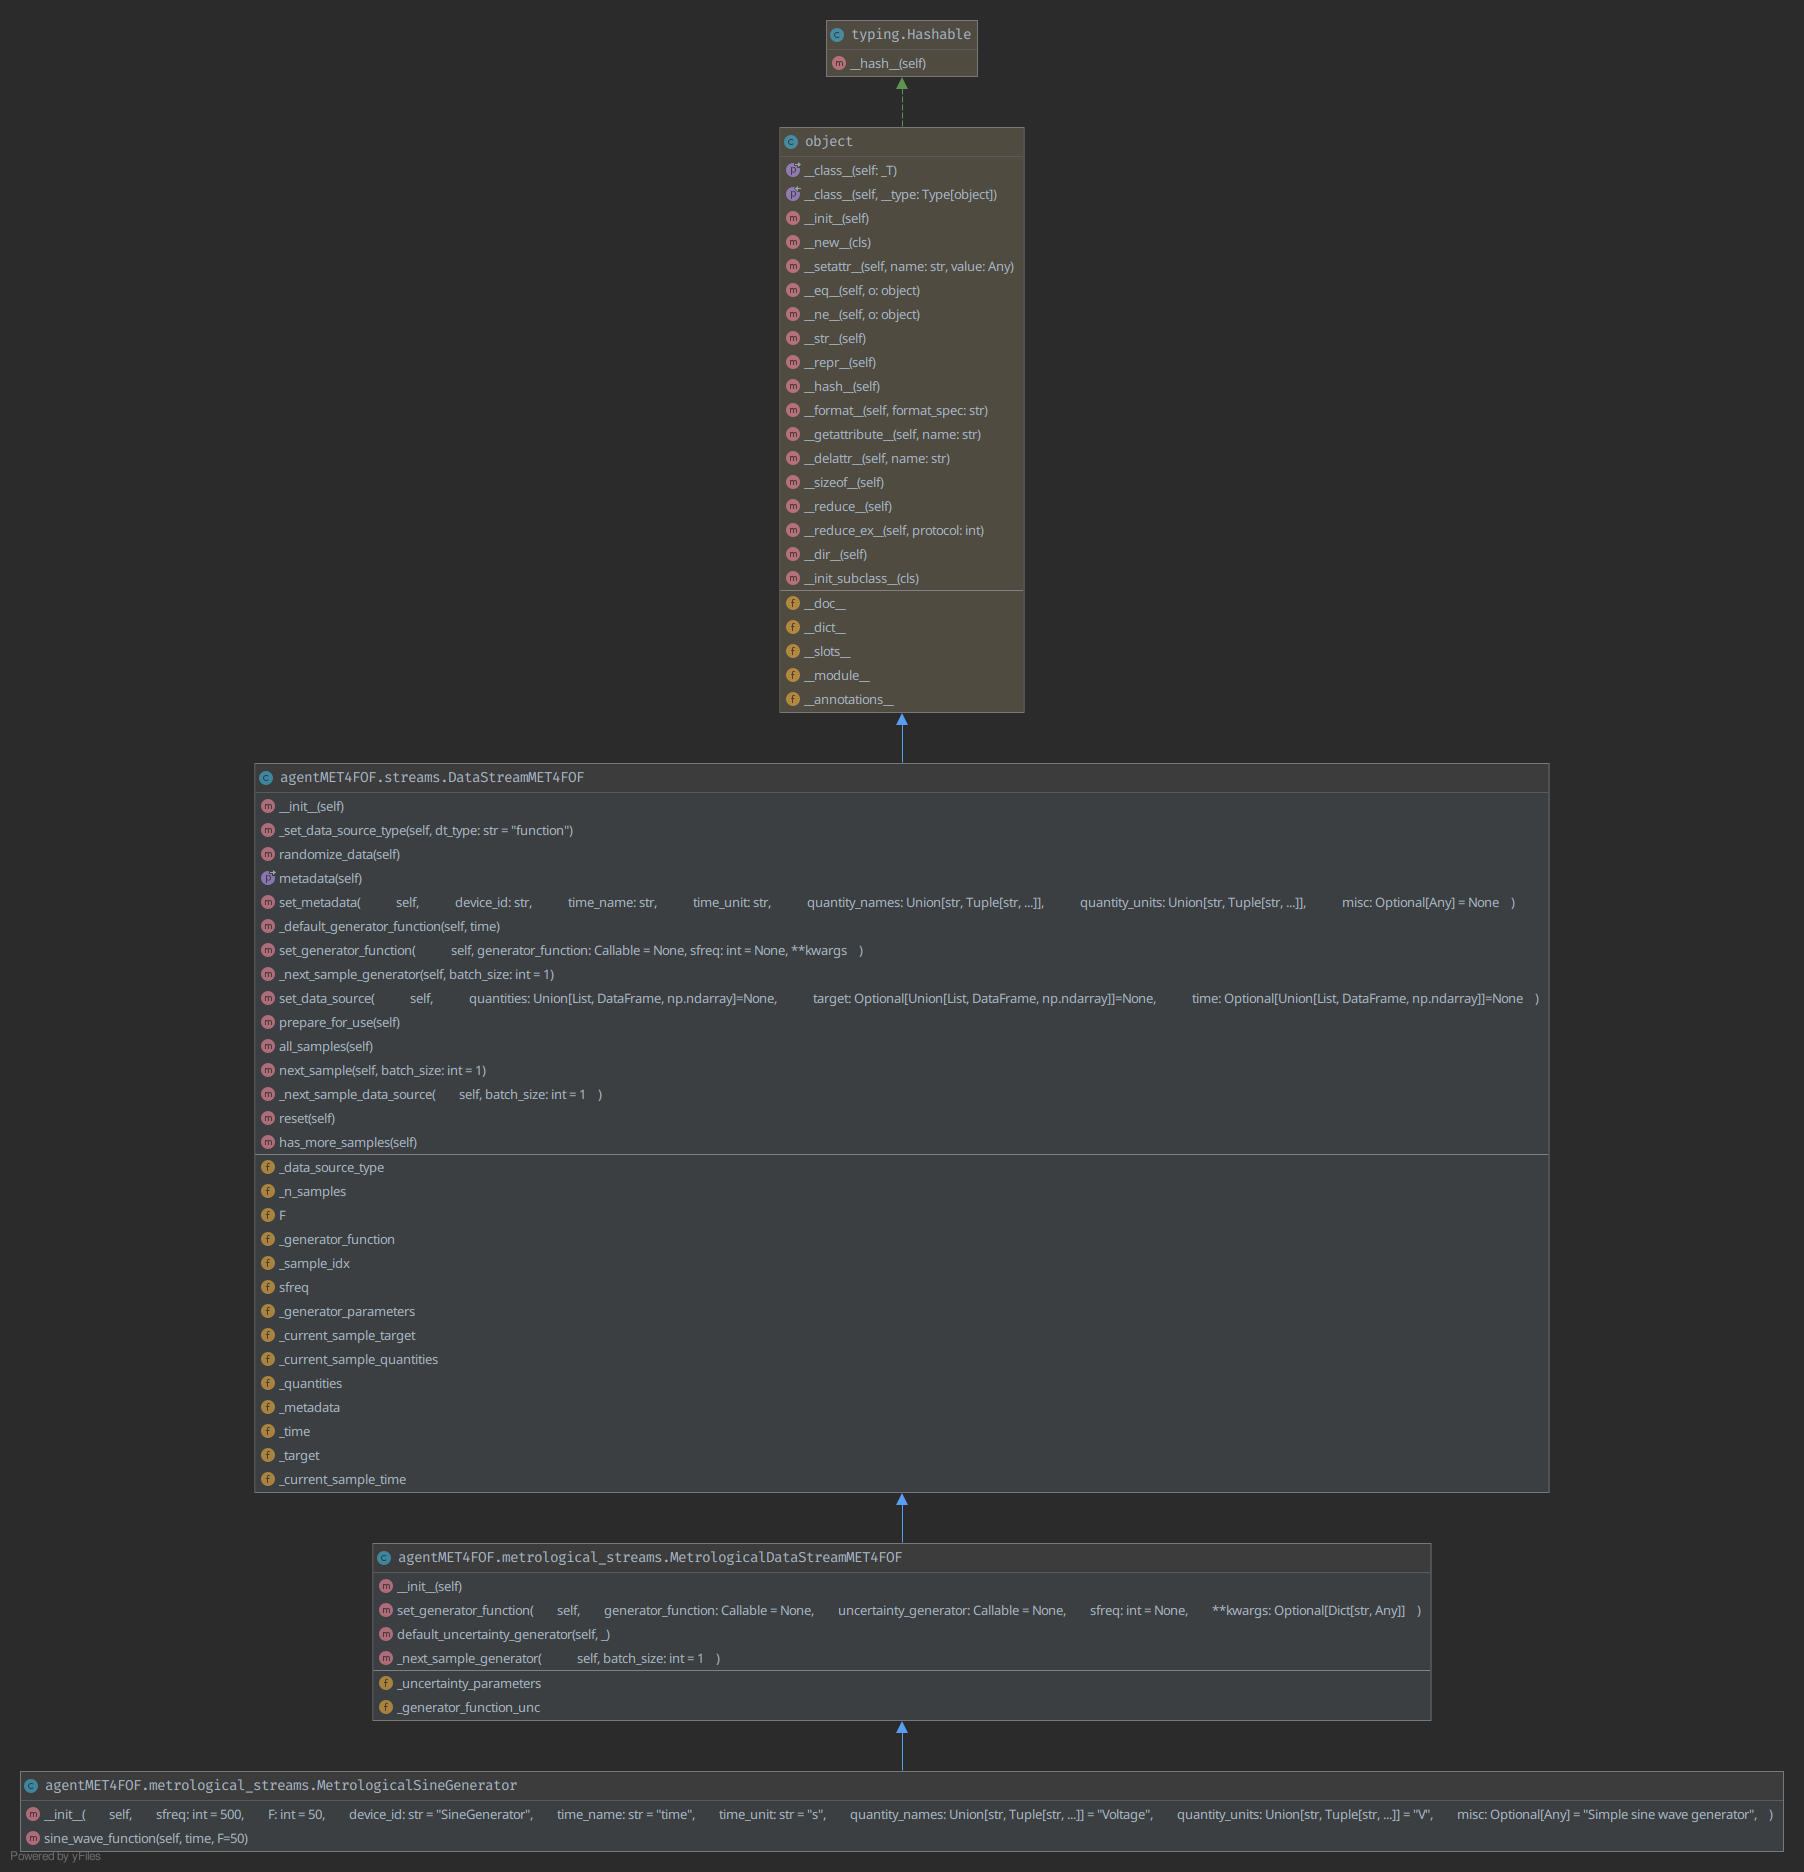 typing.Hashable
__hash__(self)
object
__class__(self: _T)
__class__(self, __type: Type[object])
__init__(self)
__new__(cls)
__setattr__(self, name: str, value: Any)
__eq__(self, o: object)
__ne__(self, o: object)
__str__(self)
__repr__(self)
__hash__(self)
__format__(self, format_spec: str)
__getattribute__(self, name: str)
__delattr__(self, name: str)
__sizeof__(self)
__reduce__(self)
__reduce_ex__(self, protocol: int)
__dir__(self)
__init_subclass__(cls)
__doc__
__dict__
__slots__
__module__
__annotations__
agentMET4FOF.streams.DataStreamMET4FOF
__init__(self)
_set_data_source_type(self, dt_type: str = "function")
randomize_data(self)
metadata(self)
set_metadata( self, device_id: str, time_name: str, time_unit: str, quantity_names: Union[str, Tuple[str, ...]], quantity_units: Union[str, Tuple[str, ...]], misc: Optional[Any] = None )
_default_generator_function(self, time)
set_generator_function( self, generator_function: Callable = None, sfreq: int = None, **kwargs )
_next_sample_generator(self, batch_size: int = 1)
set_data_source( self, quantities: Union[List, DataFrame, np.ndarray]=None, target: Optional[Union[List, DataFrame, np.ndarray]]=None, time: Optional[Union[List, DataFrame, np.ndarray]]=None )
prepare_for_use(self)
all_samples(self)
next_sample(self, batch_size: int = 1)
_next_sample_data_source( self, batch_size: int = 1 )
reset(self)
has_more_samples(self)
_data_source_type
_n_samples
F
_generator_function
_sample_idx
sfreq
_generator_parameters
_current_sample_target
_current_sample_quantities
_quantities
_metadata
_time
_target
_current_sample_time
agentMET4FOF.metrological_streams.MetrologicalDataStreamMET4FOF
__init__(self)
set_generator_function( self, generator_function: Callable = None, uncertainty_generator: Callable = None, sfreq: int = None, **kwargs: Optional[Dict[str, Any]] )
default_uncertainty_generator(self, _)
_next_sample_generator( self, batch_size: int = 1 )
_uncertainty_parameters
_generator_function_unc
agentMET4FOF.metrological_streams.MetrologicalSineGenerator
__init__( self, sfreq: int = 500, F: int = 50, device_id: str = "SineGenerator", time_name: str = "time", time_unit: str = "s", quantity_names: Union[str, Tuple[str, ...]] = "Voltage", quantity_units: Union[str, Tuple[str, ...]] = "V", misc: Optional[Any] = "Simple sine wave generator", )
sine_wave_function(self, time, F=50)
Powered by yFiles